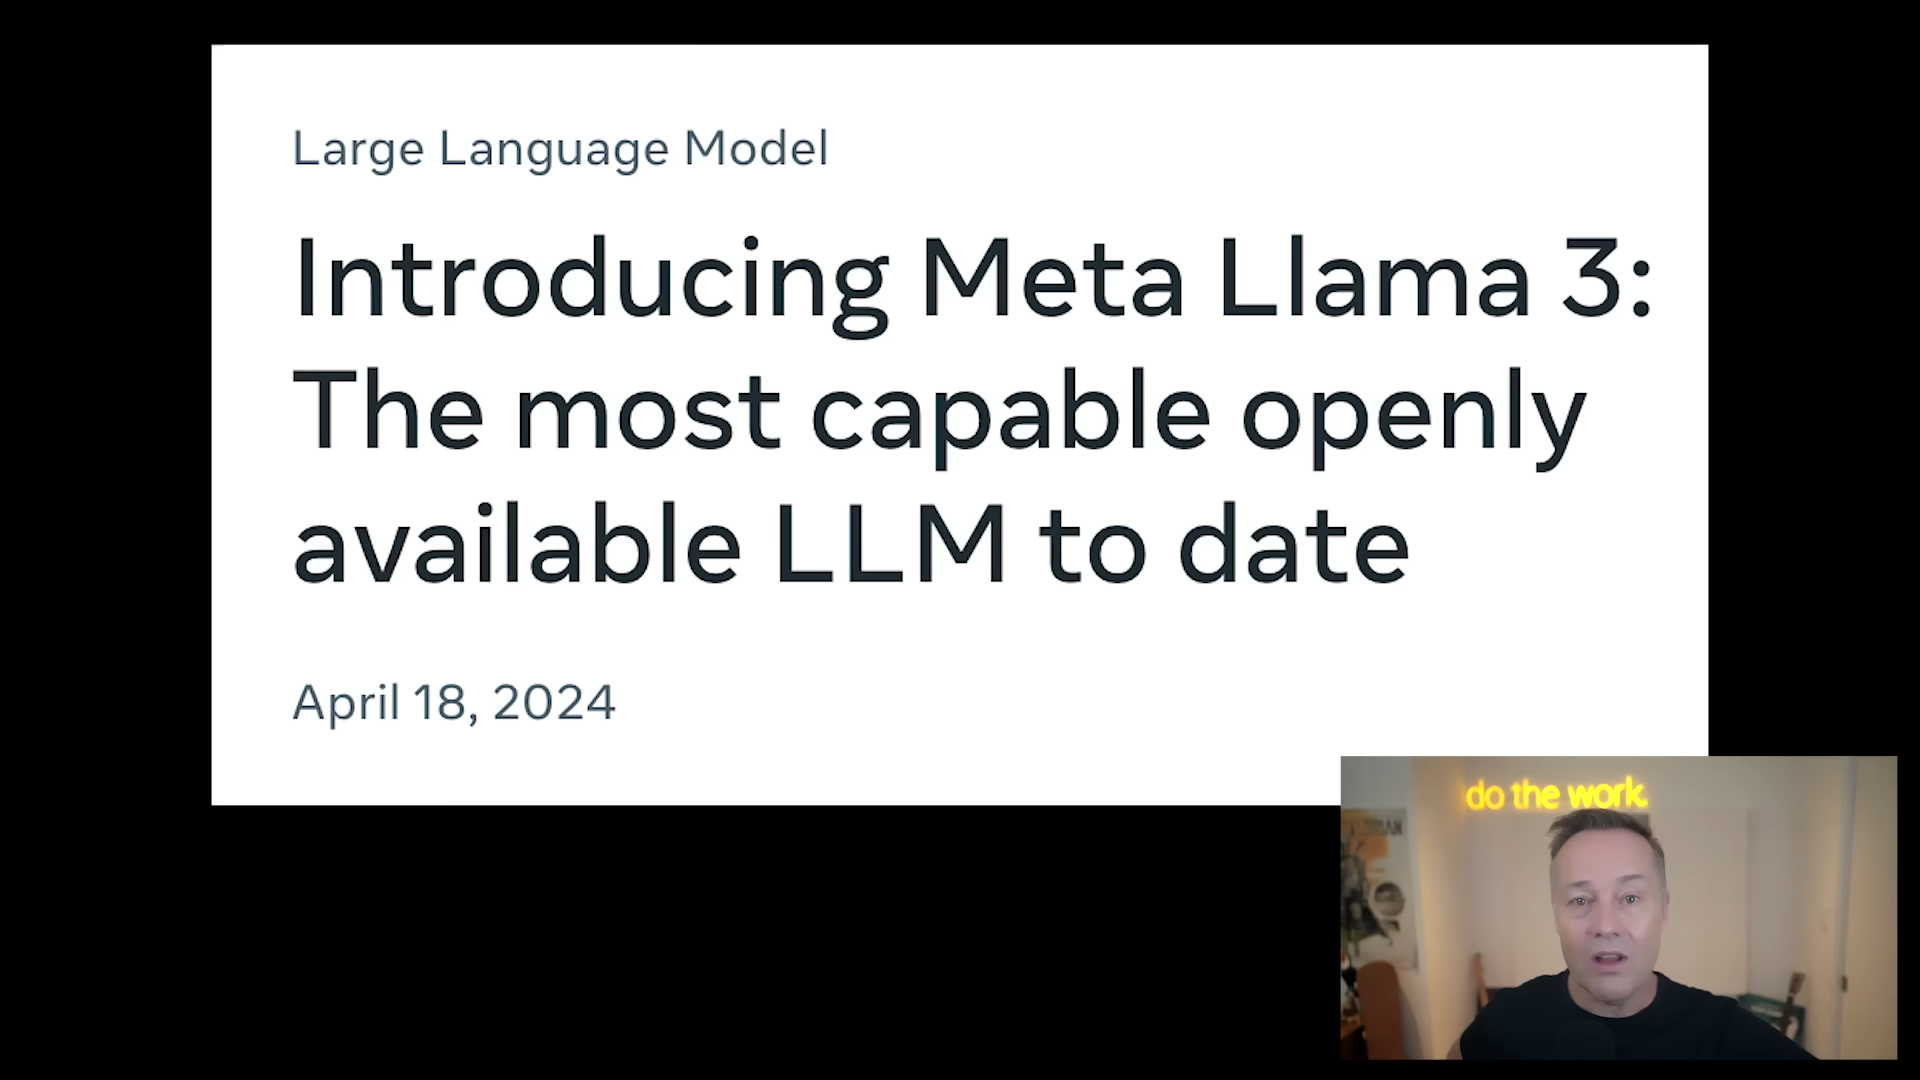 Large Language Model
Introducing Meta Llama 3:
The most capable openly
available LLM to date
April 18, 2024
do the work.